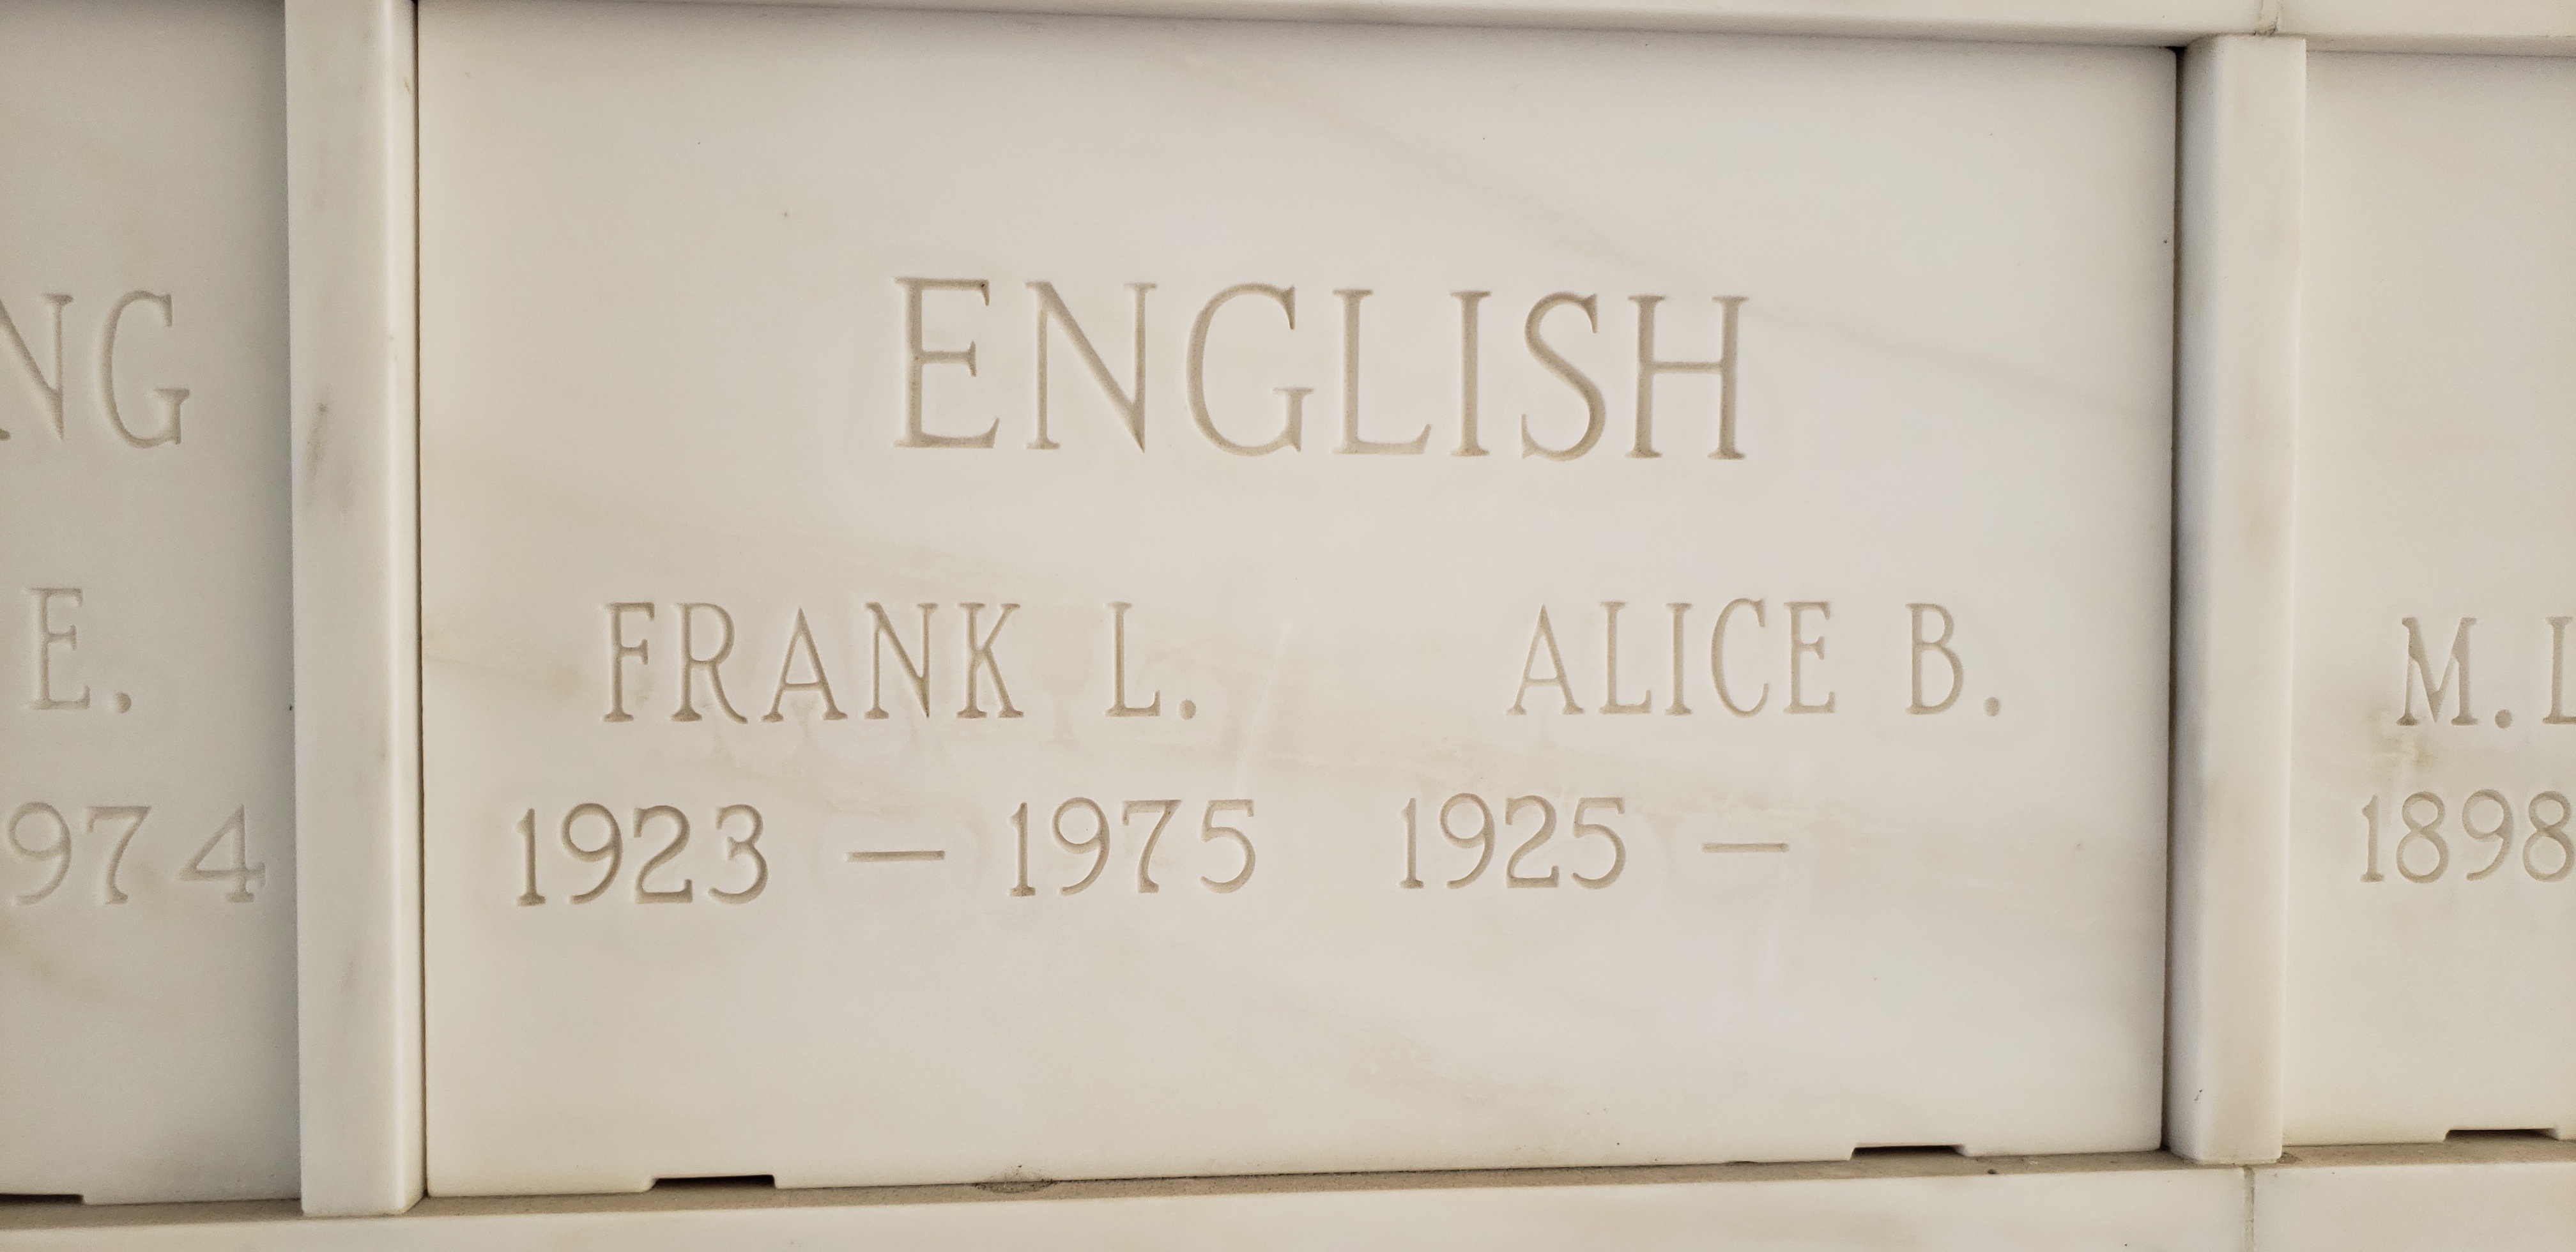 ENGLISH
FRANK L. ALICE B.
1923 — 1975 1925 —
NG
E.
974
M. L
1898